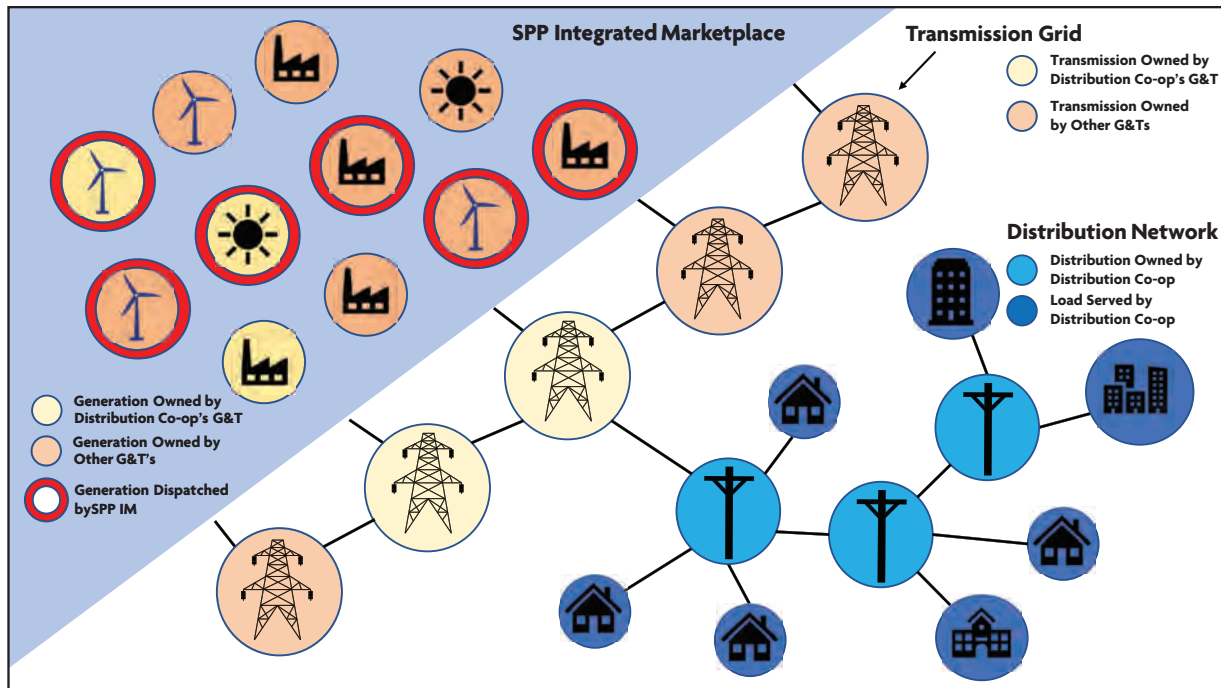 SPP Integrated Marketplace
Transmission Grid
Transmission Owned by
Distribution Co-op's G&T
Transmission Owned
by Other G&Ts
Distribution Network
Distribution Owned by
Distribution Co-op
Load Served by
Distribution Co-op
Generation Owned by
Distribution Co-op's G&T
Generation Owned by
Other G&T's
Generation Dispatched
bySPP IM